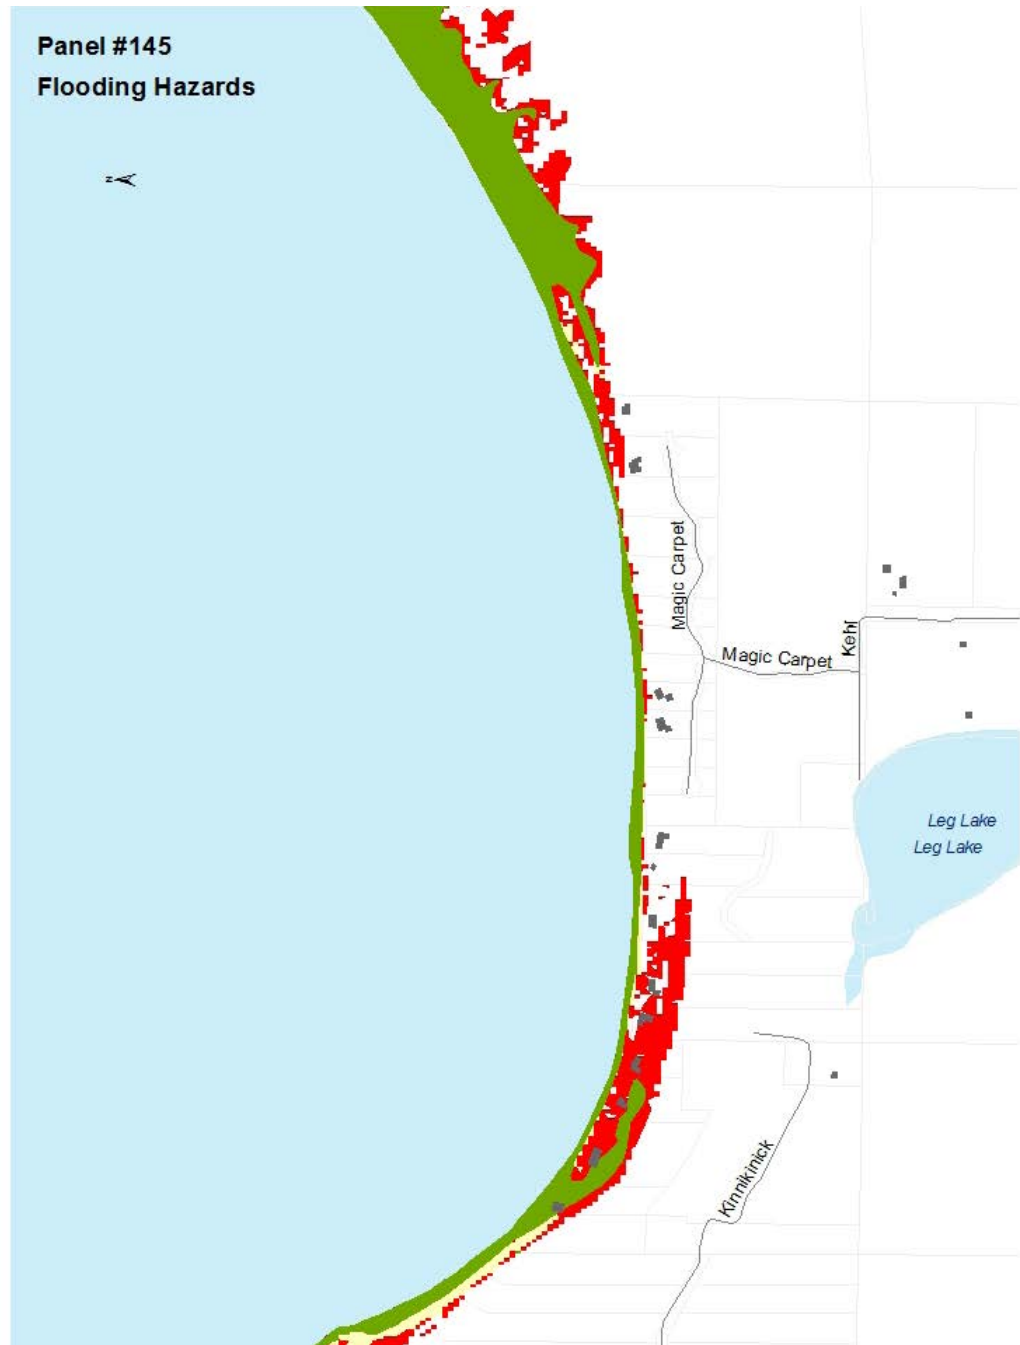 Panel #145
Flooding Hazards
N
Magic Carpet
Magic Carpet
Kehl
Leg Lake
Leg Lake
Kinnikinick